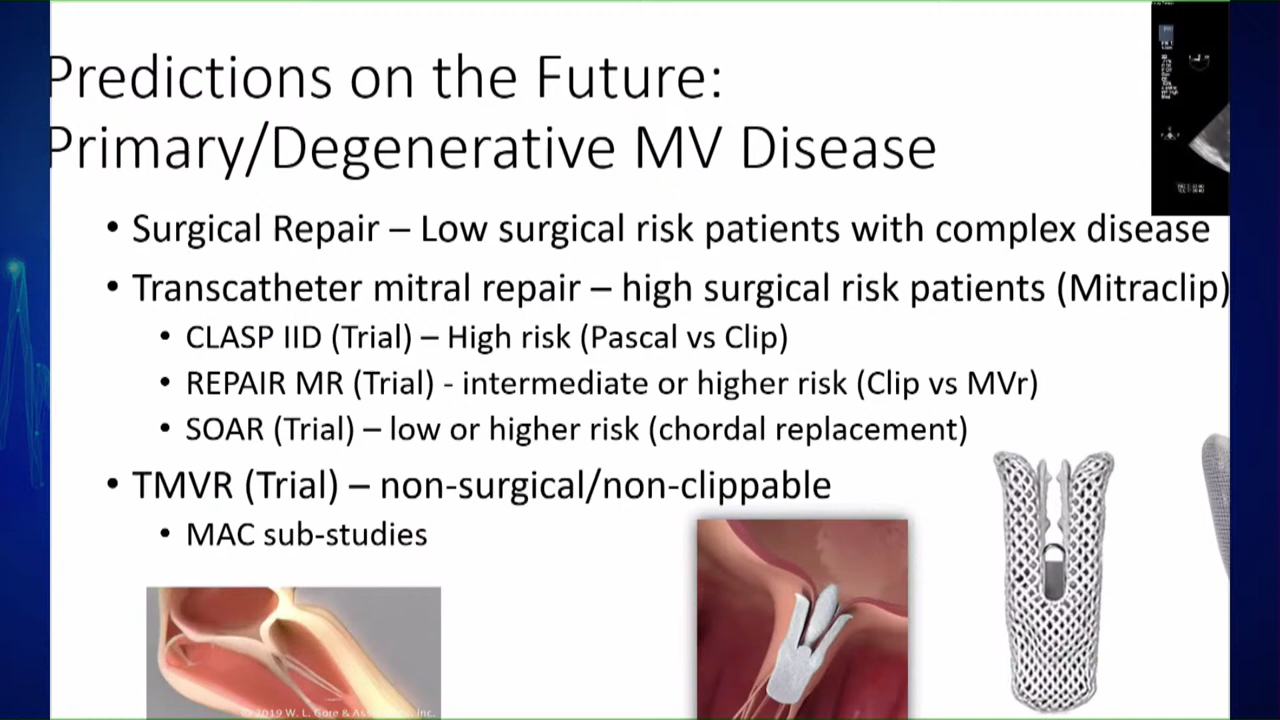 Predictions on the Future:
Primary/Degenerative MV Disease
• Surgical Repair – Low surgical risk patients with complex disease
• Transcatheter mitral repair – high surgical risk patients (Mitraclip)
• CLASP IID (Trial) – High risk (Pascal vs Clip)
• REPAIR MR (Trial) - intermediate or higher risk (Clip vs MVr)
• SOAR (Trial) – low or higher risk (chordal replacement)
• TMVR (Trial) – non-surgical/non-clippable
• MAC sub-studies
© 2019 W. L. Gore & Inc.